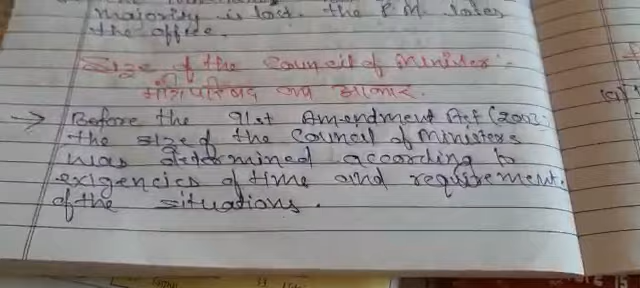 majority is lost. the P.M. loses
the office.
Size of the Council of Minister:-
मंत्रिपरिषद का आकार.
→ Before the 91st Amendment Act (2003)
the size of the Council of Ministers
was determined according to
exigencies of time and requirement.
of the situations.